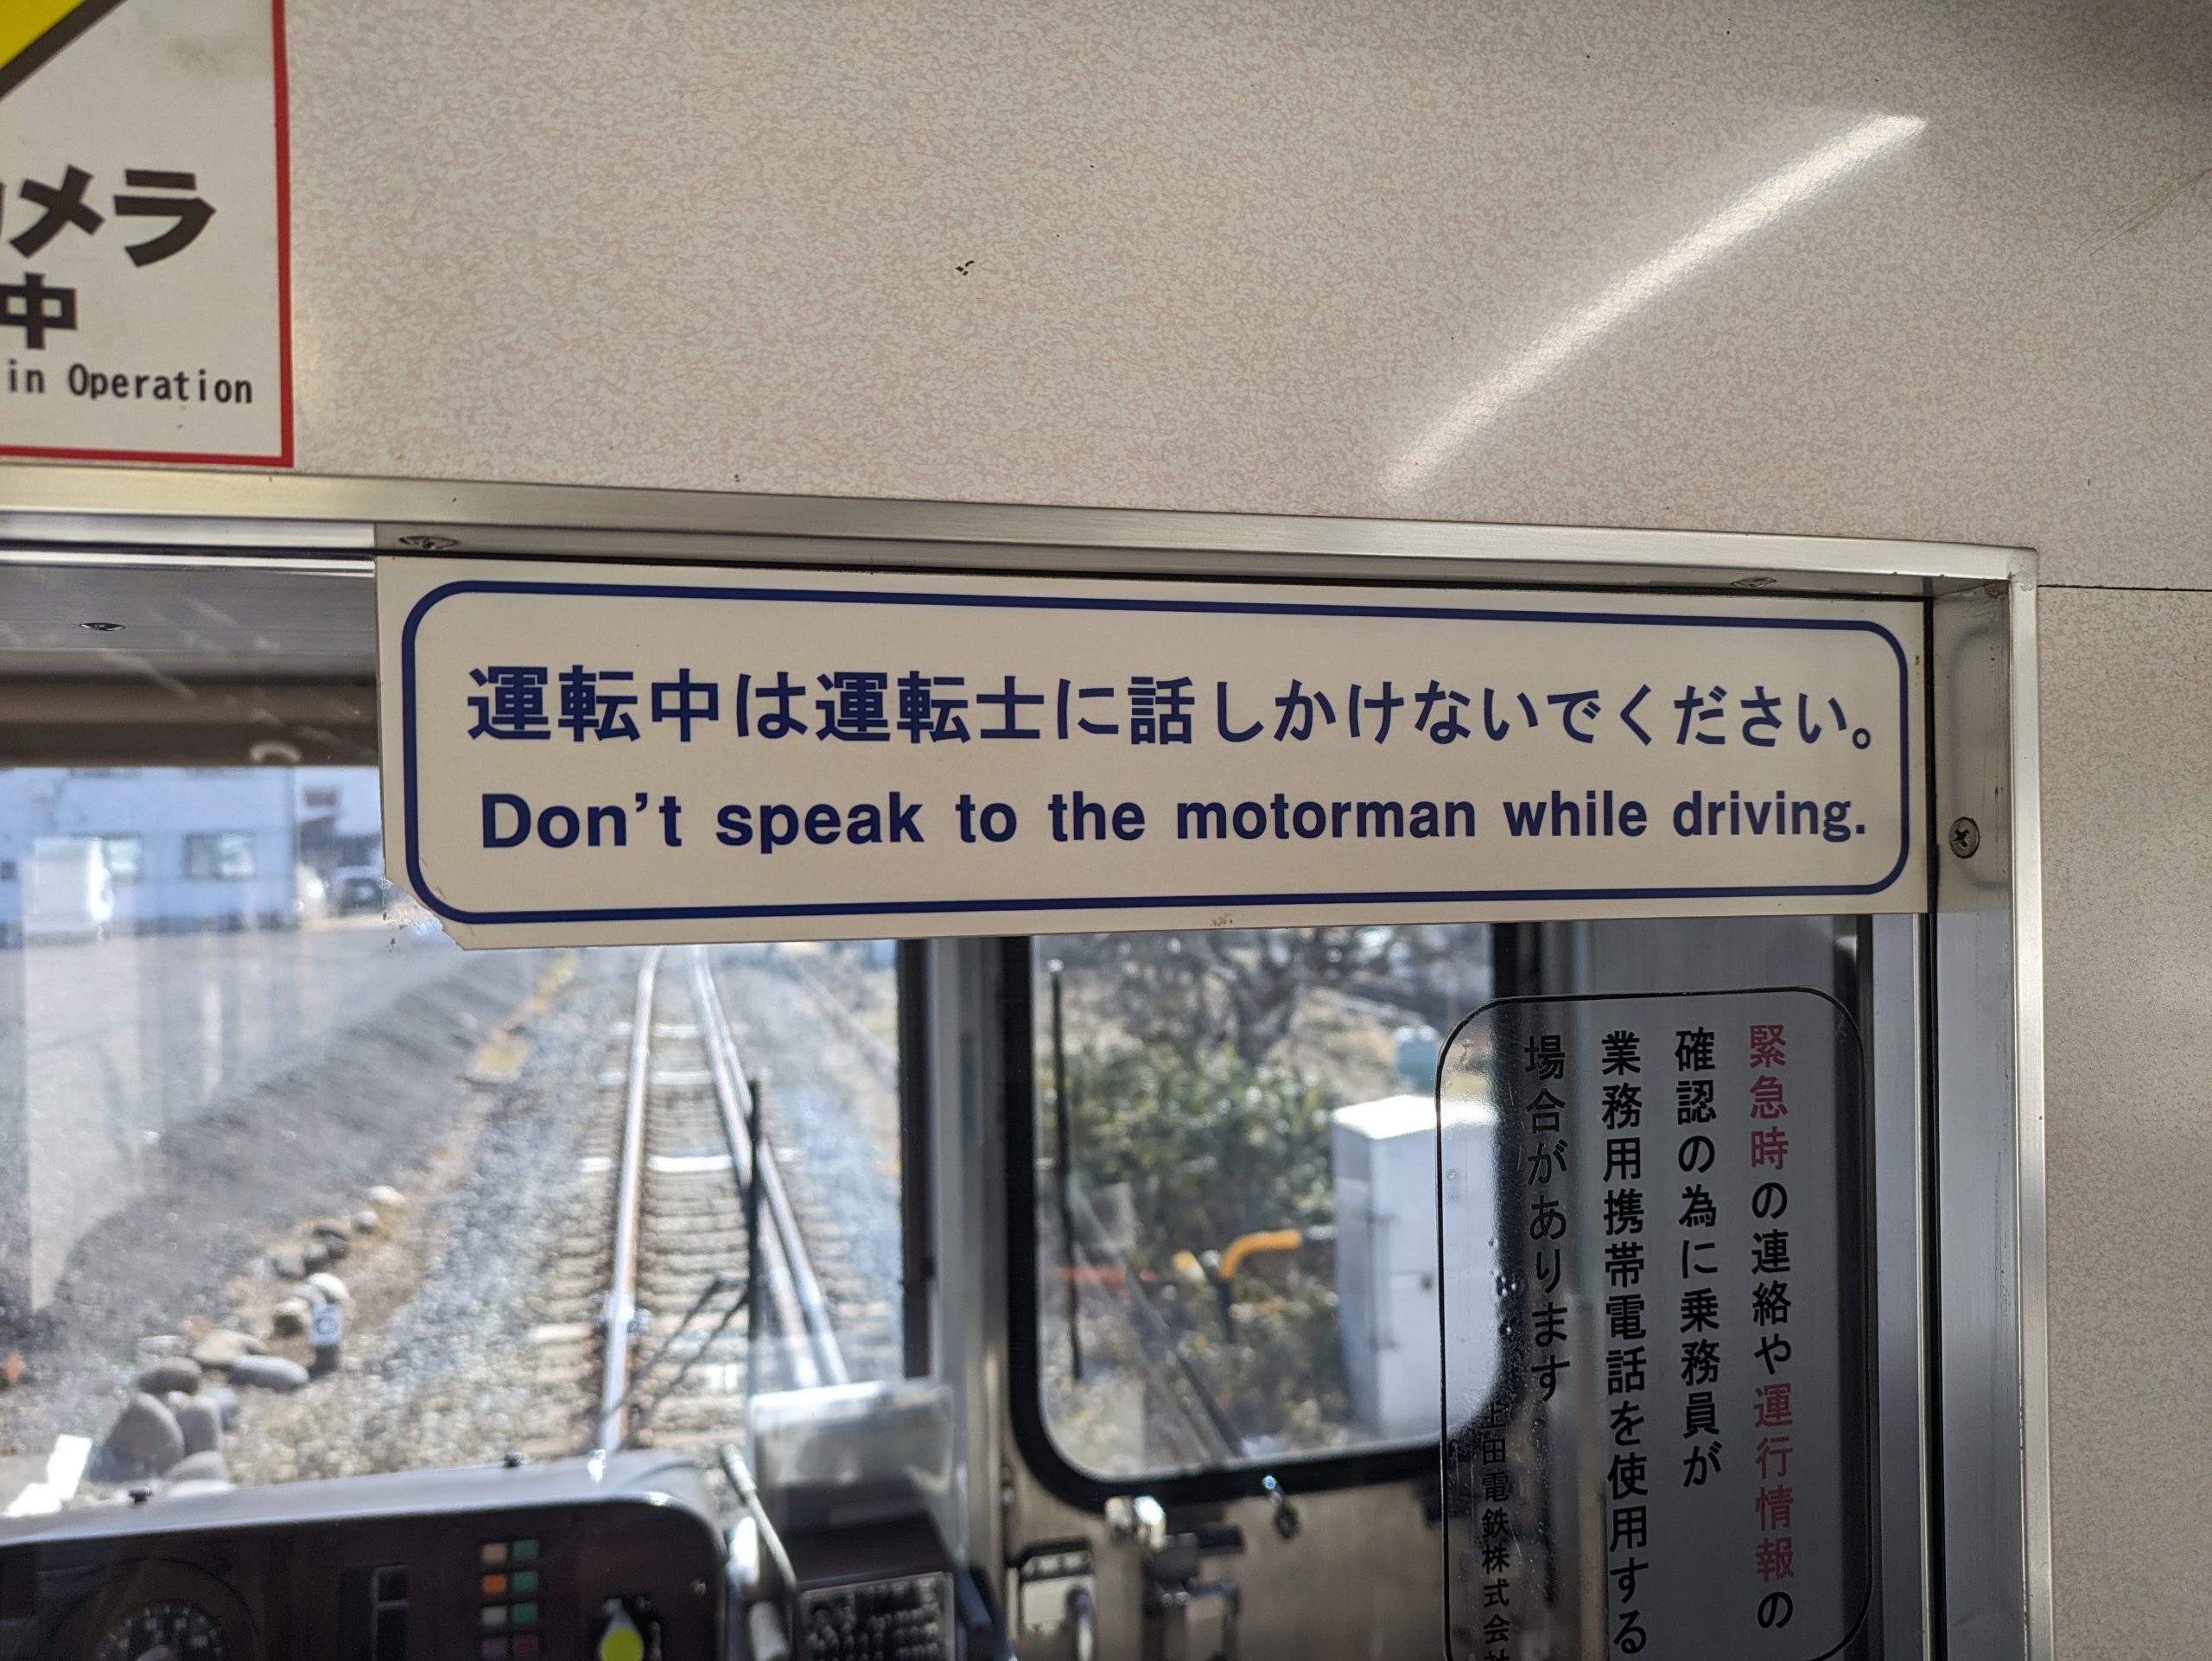 メラ
中
in Operation
運転中は運転士に話しかけないでください。
Don't speak to the motorman while driving.
緊急時の連絡や運行情報の
確認の為に乗務員が
業務用携帯電話を使用する
場合があります
上田電鉄株式会社